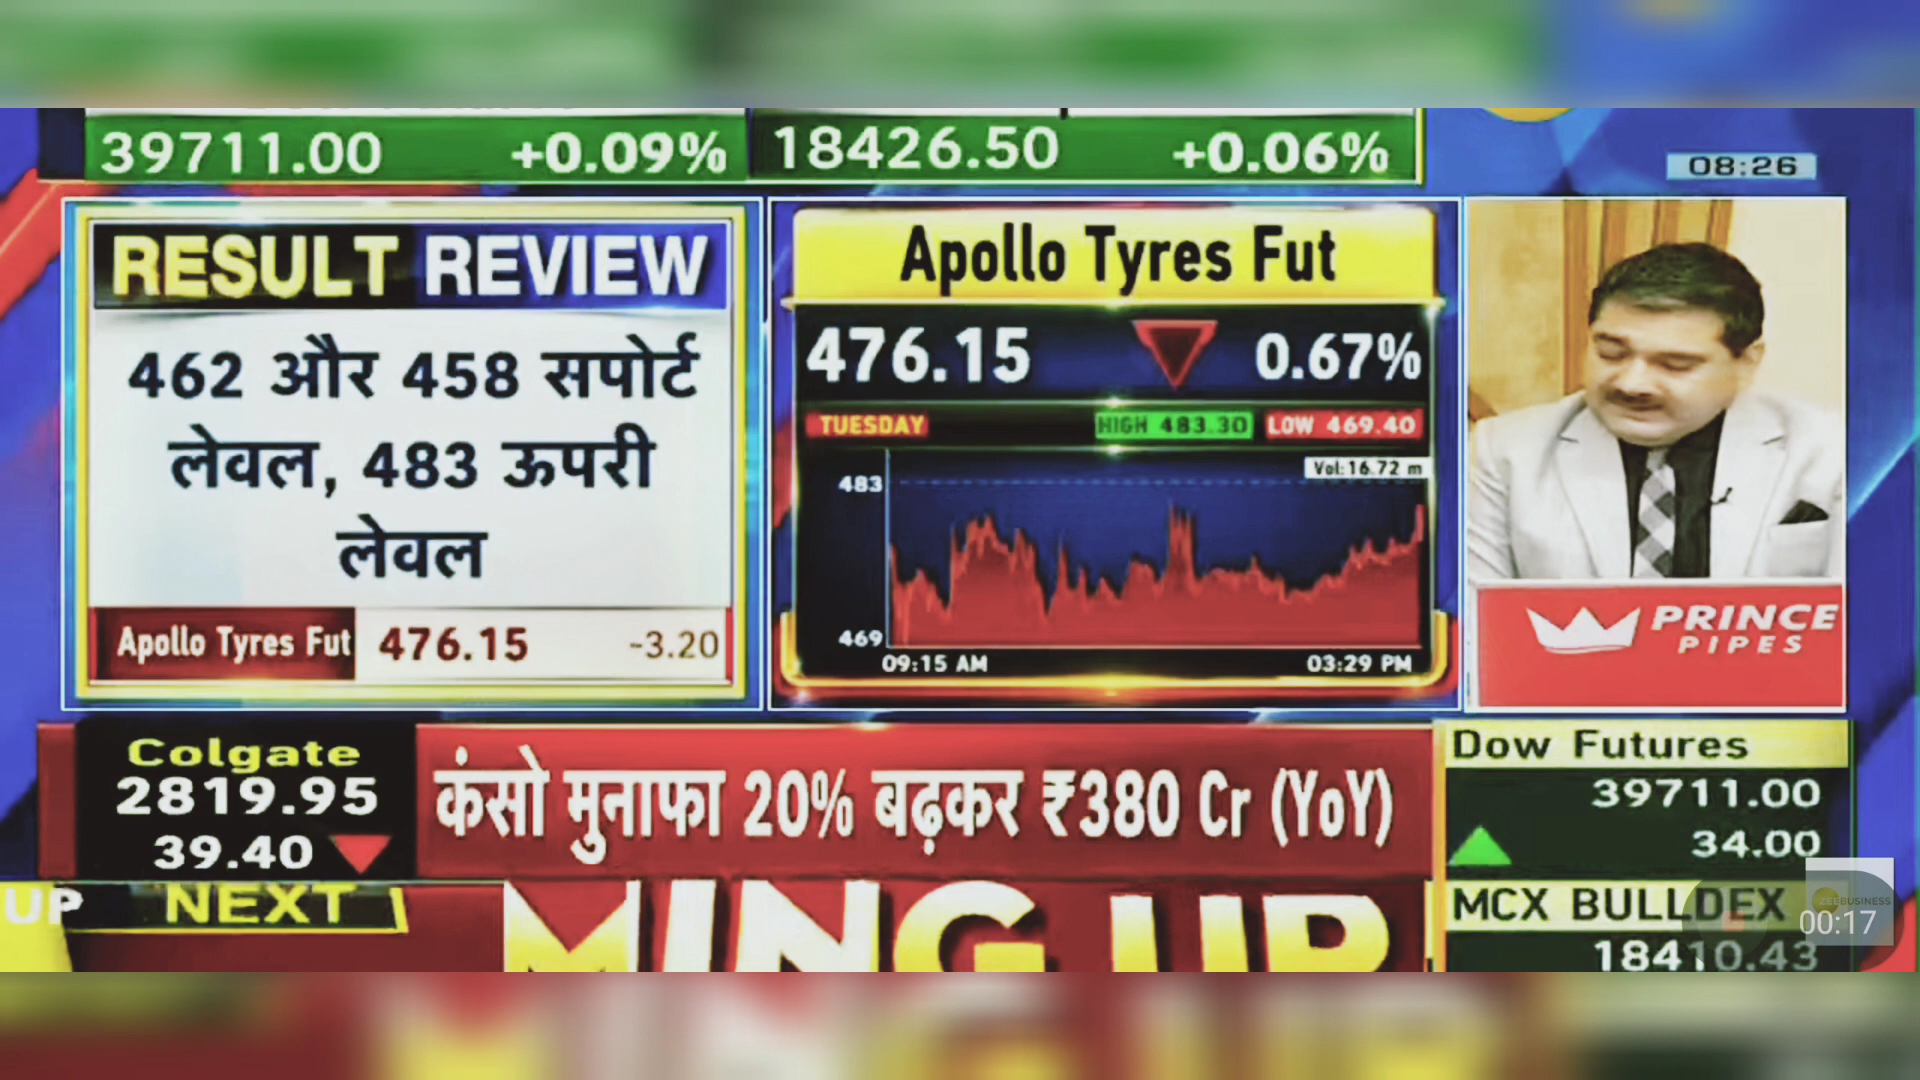 39711.00 +0.09% 18426.50 +0.06%
08:26
RESULT REVIEW
462 और 458 सपोर्ट
लेवल, 483 ऊपरी
लेवल
Apollo Tyres Fut 476.15 -3.20
Apollo Tyres Fut
476.15 0.67%
TUESDAY HIGH 483.30 LOW 469.40
Vol:16.72 m
483
469
09:15 AM 03:29 PM
PRINCE
PIPES
Colgate
2819.95
39.40
कंसो मुनाफा 20% बढ़कर ₹380 Cr (YoY)
Dow Futures
39711.00
34.00
MCX BULLDEX
18410.43
ZEEBUSINESS
00:17
UP NEXT
MING UP